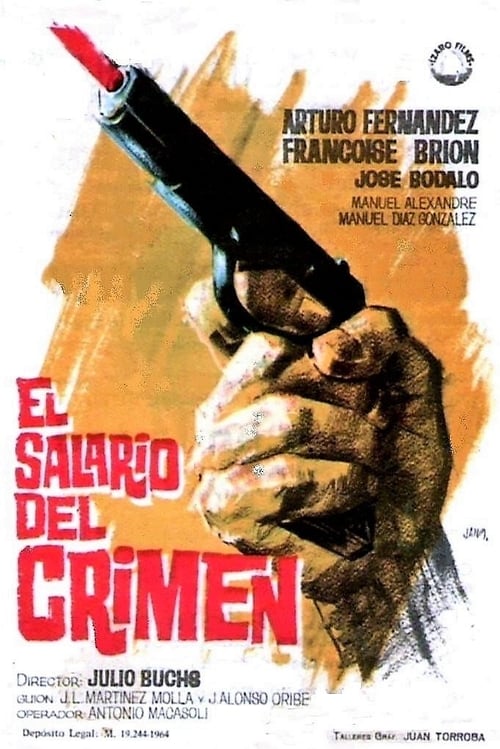 IZARO FILMS
ARTURO FERNANDEZ
FRANCOISE BRION
JOSE BODALO
MANUEL ALEXANDRE
MANUEL DIAZ GONZALEZ
EL
SALARIO
DEL
CRIMEN
JANO.
DIRECTOR: JULIO BUCHS
GUION J.L. MARTINEZ MOLLA Y J. ALONSO ORIBE
OPERADOR: ANTONIO MACASOLI
Depósito Legal: M. 19.244-1964
TALLERES GRAF. JUAN TORROBA